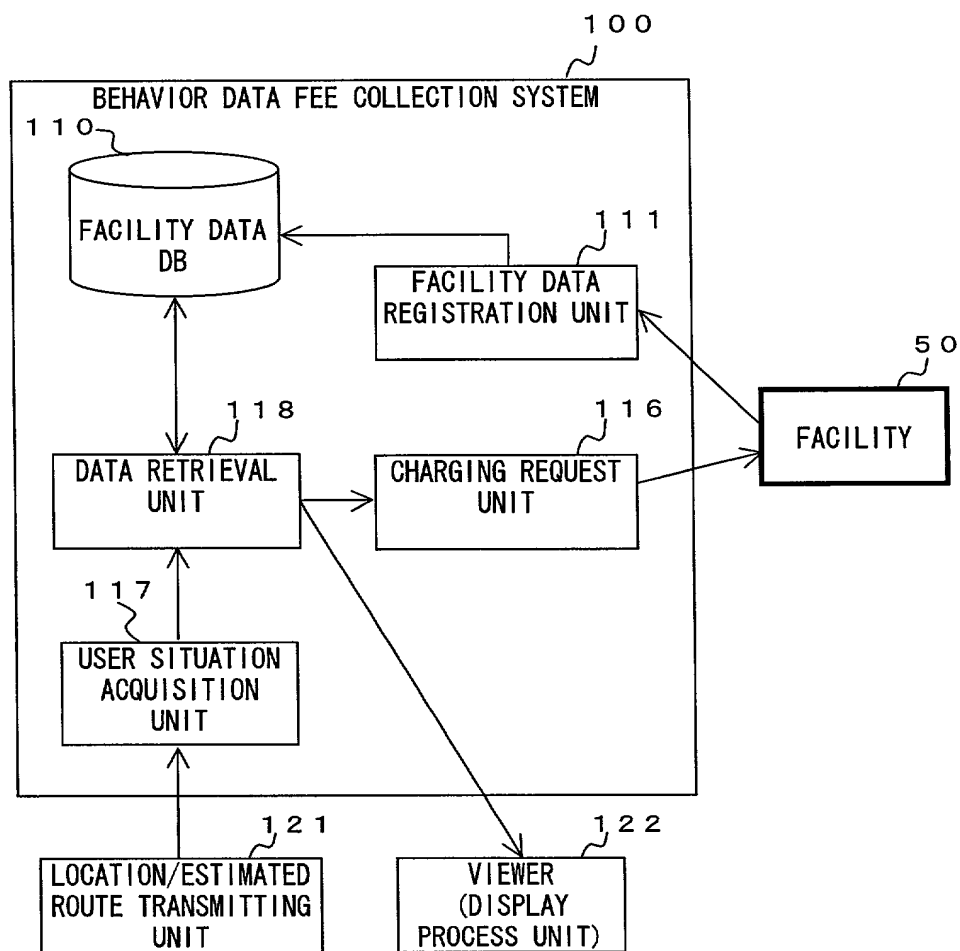 100
BEHAVIOR DATA FEE COLLECTION SYSTEM
110
FACILITY DATA
DB
111
FACILITY DATA
REGISTRATION UNIT
50
FACILITY
118
DATA RETRIEVAL
UNIT
116
CHARGING REQUEST
UNIT
117
USER SITUATION
ACQUISITION
UNIT
121
LOCATION/ESTIMATED
ROUTE TRANSMITTING
UNIT
122
VIEWER
(DISPLAY
PROCESS UNIT)